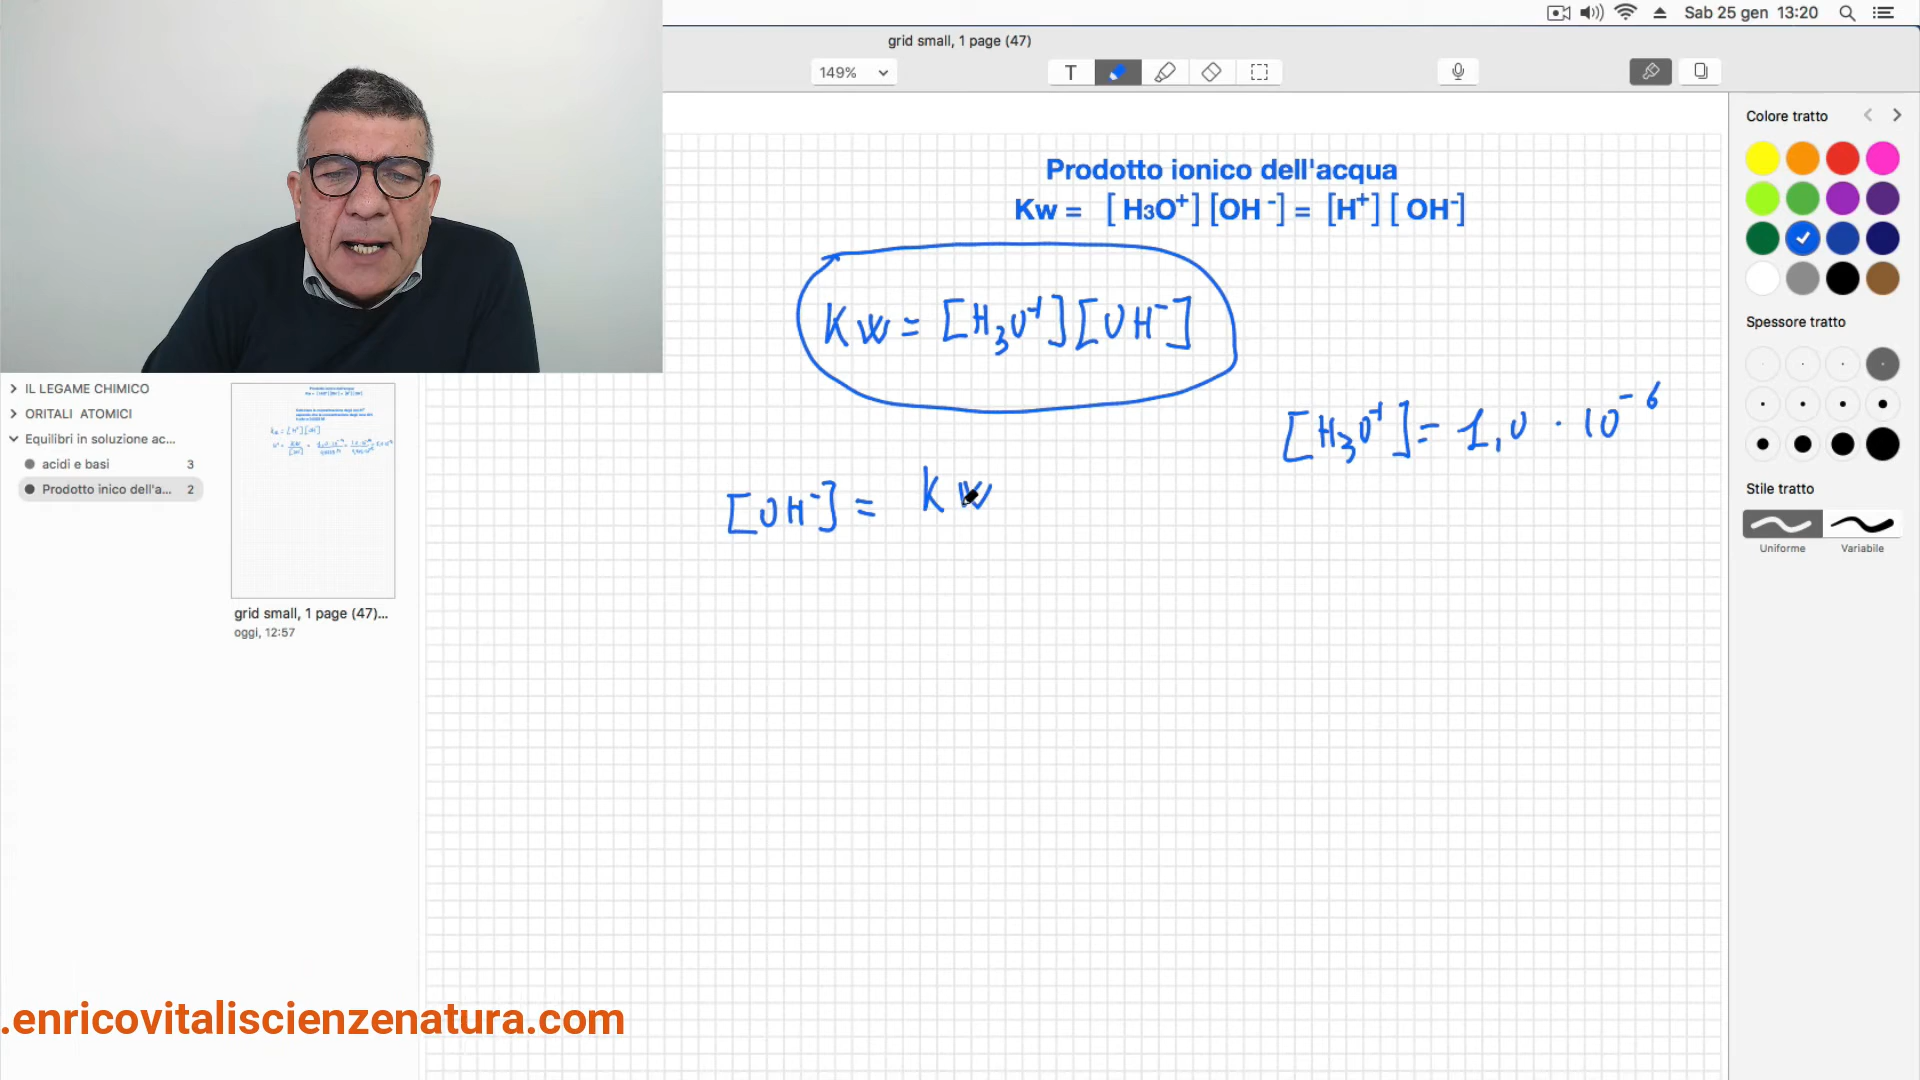 Sab 25 gen 13:20
grid small, 1 page (47)
149%
T
Colore tratto
Prodotto ionico dell'acqua
Kw = [ H3O⁺] [OH ⁻] = [H⁺] [ OH⁻]
Kw = [H₃O⁺][OH⁻]
Spessore tratto
[H₃O⁺] = 1,0 · 10⁻⁶
[OH⁻] = Kw
Stile tratto
Uniforme
Variabile
IL LEGAME CHIMICO
ORITALI ATOMICI
Equilibri in soluzione ac...
acidi e basi 3
Prodotto inico dell'a... 2
grid small, 1 page (47)...
oggi, 12:57
.enricovitaliscienzenatura.com